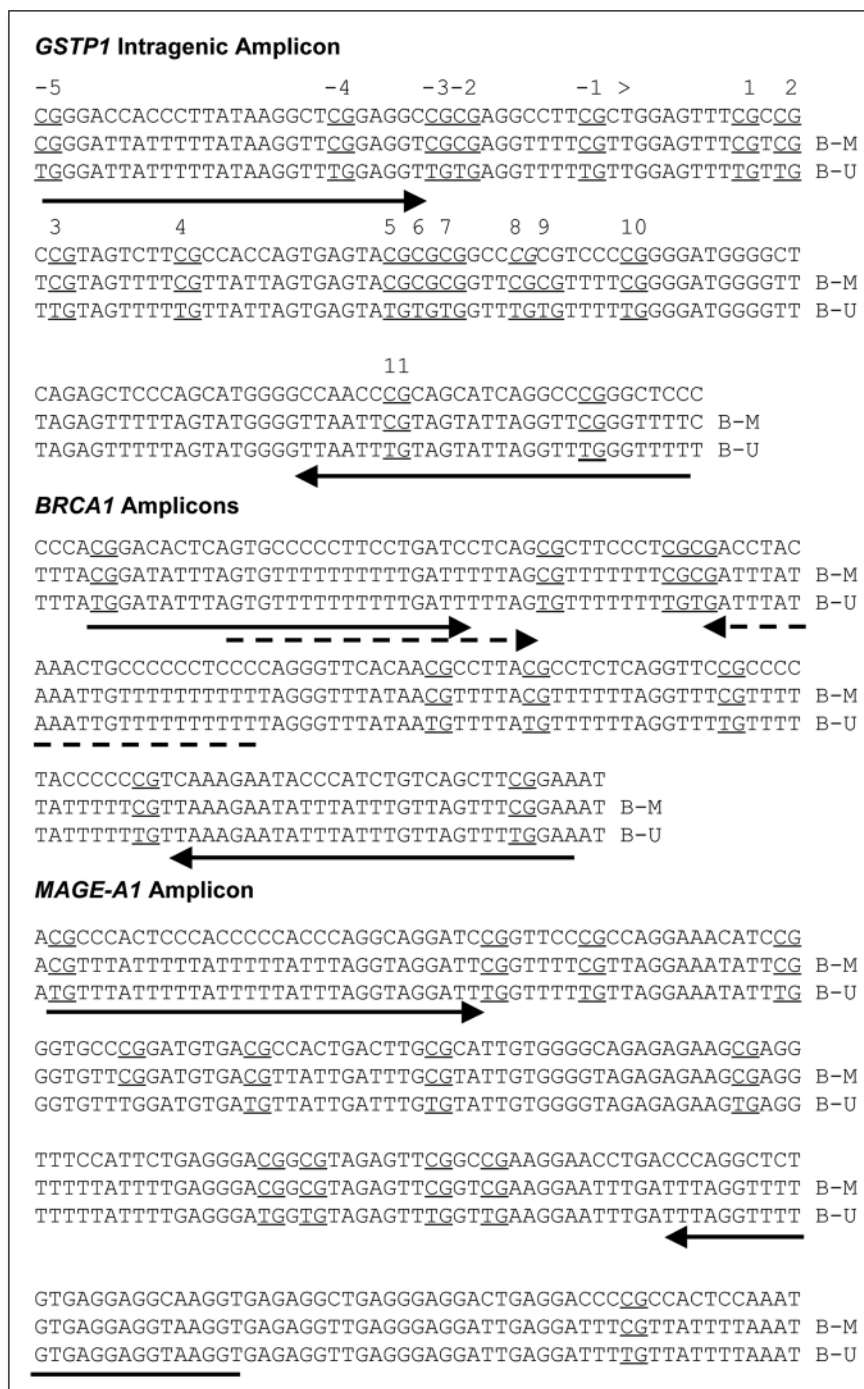 GSTP1 Intragenic Amplicon
-5 -4 -3-2 -1 > 1 2
CGGGACCACCCTTATAAGGCTCGGAGGCCGCGAGGCCTTCGCTGGAGTTTCGCCG
CGGGATTATTTTTATAAGGTTCGGAGGTCGCGAGGTTTTCGTTGGAGTTTCGTCG B-M
TGGGATTATTTTTATAAGGTTTGGAGGTTGTGAGGTTTTTGTTGGAGTTTTGTTG B-U
3 4 5 6 7 8 9 10
CCGTAGTCTTCGCCACCAGTGAGTACGCGCGGCCCGCGTCCCCGGGGATGGGGCT
TCGTAGTTTTCGTTATTAGTGAGTACGCGCGGTTCGCGTTTTCGGGGATGGGGTT B-M
TTGTAGTTTTTGTTATTAGTGAGTATGTGTGGTTTGTGTTTTTGGGGATGGGGTT B-U
11
CAGAGCTCCCAGCATGGGGCCAACCCGCAGCATCAGGCCCGGGCTCCC
TAGAGTTTTTAGTATGGGGTTAATTCGTAGTATTAGGTTCGGGTTTTC B-M
TAGAGTTTTTAGTATGGGGTTAATTTGTAGTATTAGGTTTGGGTTTTT B-U
BRCA1 Amplicons
CCCACGGACACTCAGTGCCCCCTTCCTGATCCTCAGCGCTTCCCTCGCGACCTAC
TTTACGGATATTTAGTGTTTTTTTTTTGATTTTTAGCGTTTTTTTCGCGATTTAT B-M
TTTATGGATATTTAGTGTTTTTTTTTTGATTTTTAGTGTTTTTTTTGTGATTTAT B-U
AAACTGCCCCCCTCCCCAGGGTTCACAACGCCTTACGCCTCTCAGGTTCCGCCCC
AAATTGTTTTTTTTTTTAGGGTTTATAACGTTTTACGTTTTTTAGGTTTCGTTTT B-M
AAATTGTTTTTTTTTTTAGGGTTTATAATGTTTTATGTTTTTTAGGTTTTGTTTT B-U
TACCCCCCGTCAAAGAATACCCATCTGTCAGCTTCGGAAAT
TATTTTTCGTTAAAGAATATTTATTTGTTAGTTTCGGAAAT B-M
TATTTTTTGTTAAAGAATATTTATTTGTTAGTTTTGGAAAT B-U
MAGE-A1 Amplicon
ACGCCCACTCCCACCCCCACCCAGGCAGGATCCGGTTCCCGCCAGGAAACATCCG
ACGTTTATTTTTATTTTTATTTAGGTAGGATTCGGTTTTCGTTAGGAAATATTCG B-M
ATGTTTATTTTTATTTTTATTTAGGTAGGATTTGGTTTTTGTTAGGAAATATTTG B-U
GGTGCCCGGATGTGACGCCACTGACTTGCGCATTGTGGGGCAGAGAGAAGCGAGG
GGTGTTCGGATGTGACGTTATTGATTTGCGTATTGTGGGGTAGAGAGAAGCGAGG B-M
GGTGTTTGGATGTGATGTTATTGATTTGTGTATTGTGGGGTAGAGAGAAGTGAGG B-U
TTTCCATTCTGAGGGACGGCGTAGAGTTCGGCCGAAGGAACCTGACCCAGGCTCT
TTTTTATTTTGAGGGACGGCGTAGAGTTCGGTCGAAGGAATTTGATTTAGGTTTT B-M
TTTTTATTTTGAGGGATGGTGTAGAGTTTGGTTGAAGGAATTTGATTTAGGTTTT B-U
GTGAGGAGGCAAGGTGAGAGGCTGAGGGAGGACTGAGGACCCCGCCACTCCAAAT
GTGAGGAGGTAAGGTGAGAGGTTGAGGGAGGATTGAGGATTTCGTTATTTTAAAT B-M
GTGAGGAGGTAAGGTGAGAGGTTGAGGGAGGATTGAGGATTTTGTTATTTTAAAT B-U